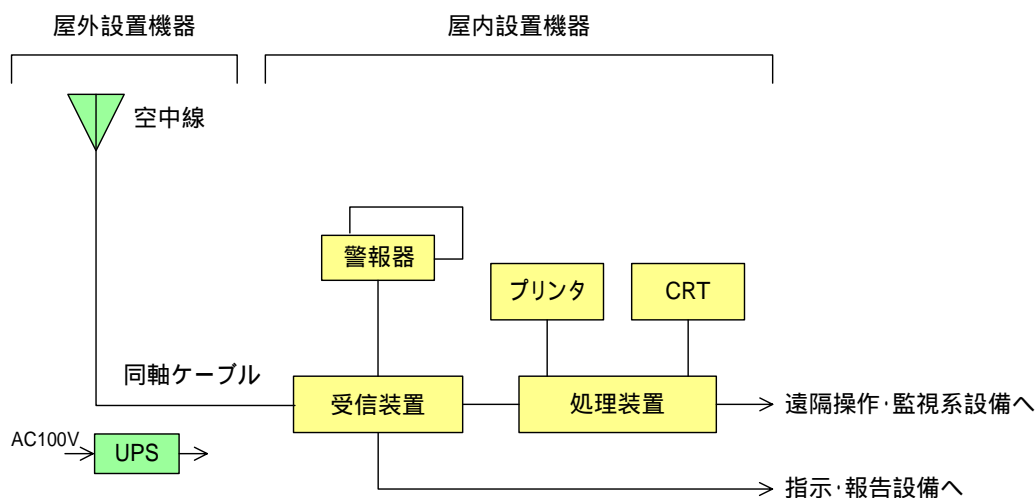 屋外設置機器
屋内設置機器
空中線
警報器
プリンタ
CRT
同軸ケーブル
受信装置
処理装置
遠隔操作･監視系設備へ
AC100V
UPS
指示･報告設備へ